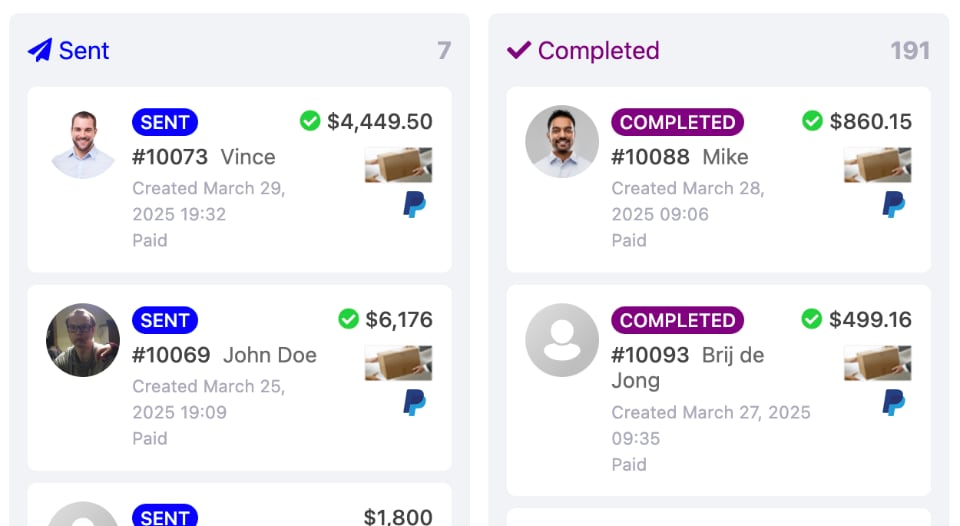 Sent 7
SENT $4,449.50
#10073 Vince
Created March 29,
2025 19:32
Paid
SENT $6,176
#10069 John Doe
Created March 25,
2025 19:09
Paid
SENT $1,800
Completed 191
COMPLETED $860.15
#10088 Mike
Created March 28,
2025 09:06
Paid
COMPLETED $499.16
#10093 Brij de
Jong
Created March 27, 2025
09:35
Paid